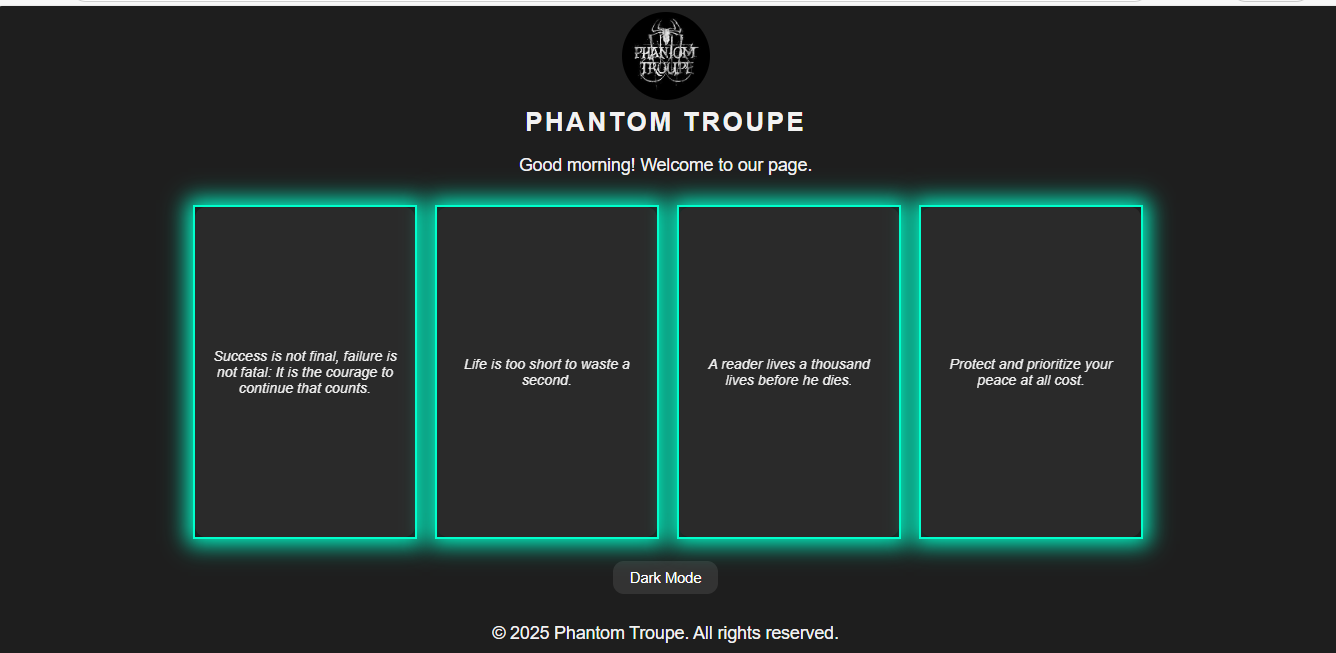 PHANTOM
TROUPE
PHANTOM TROUPE
Good morning! Welcome to our page.
Success is not final, failure is
not fatal: It is the courage to
continue that counts.
Life is too short to waste a
second.
A reader lives a thousand
lives before he dies.
Protect and prioritize your
peace at all cost.
Dark Mode
© 2025 Phantom Troupe. All rights reserved.